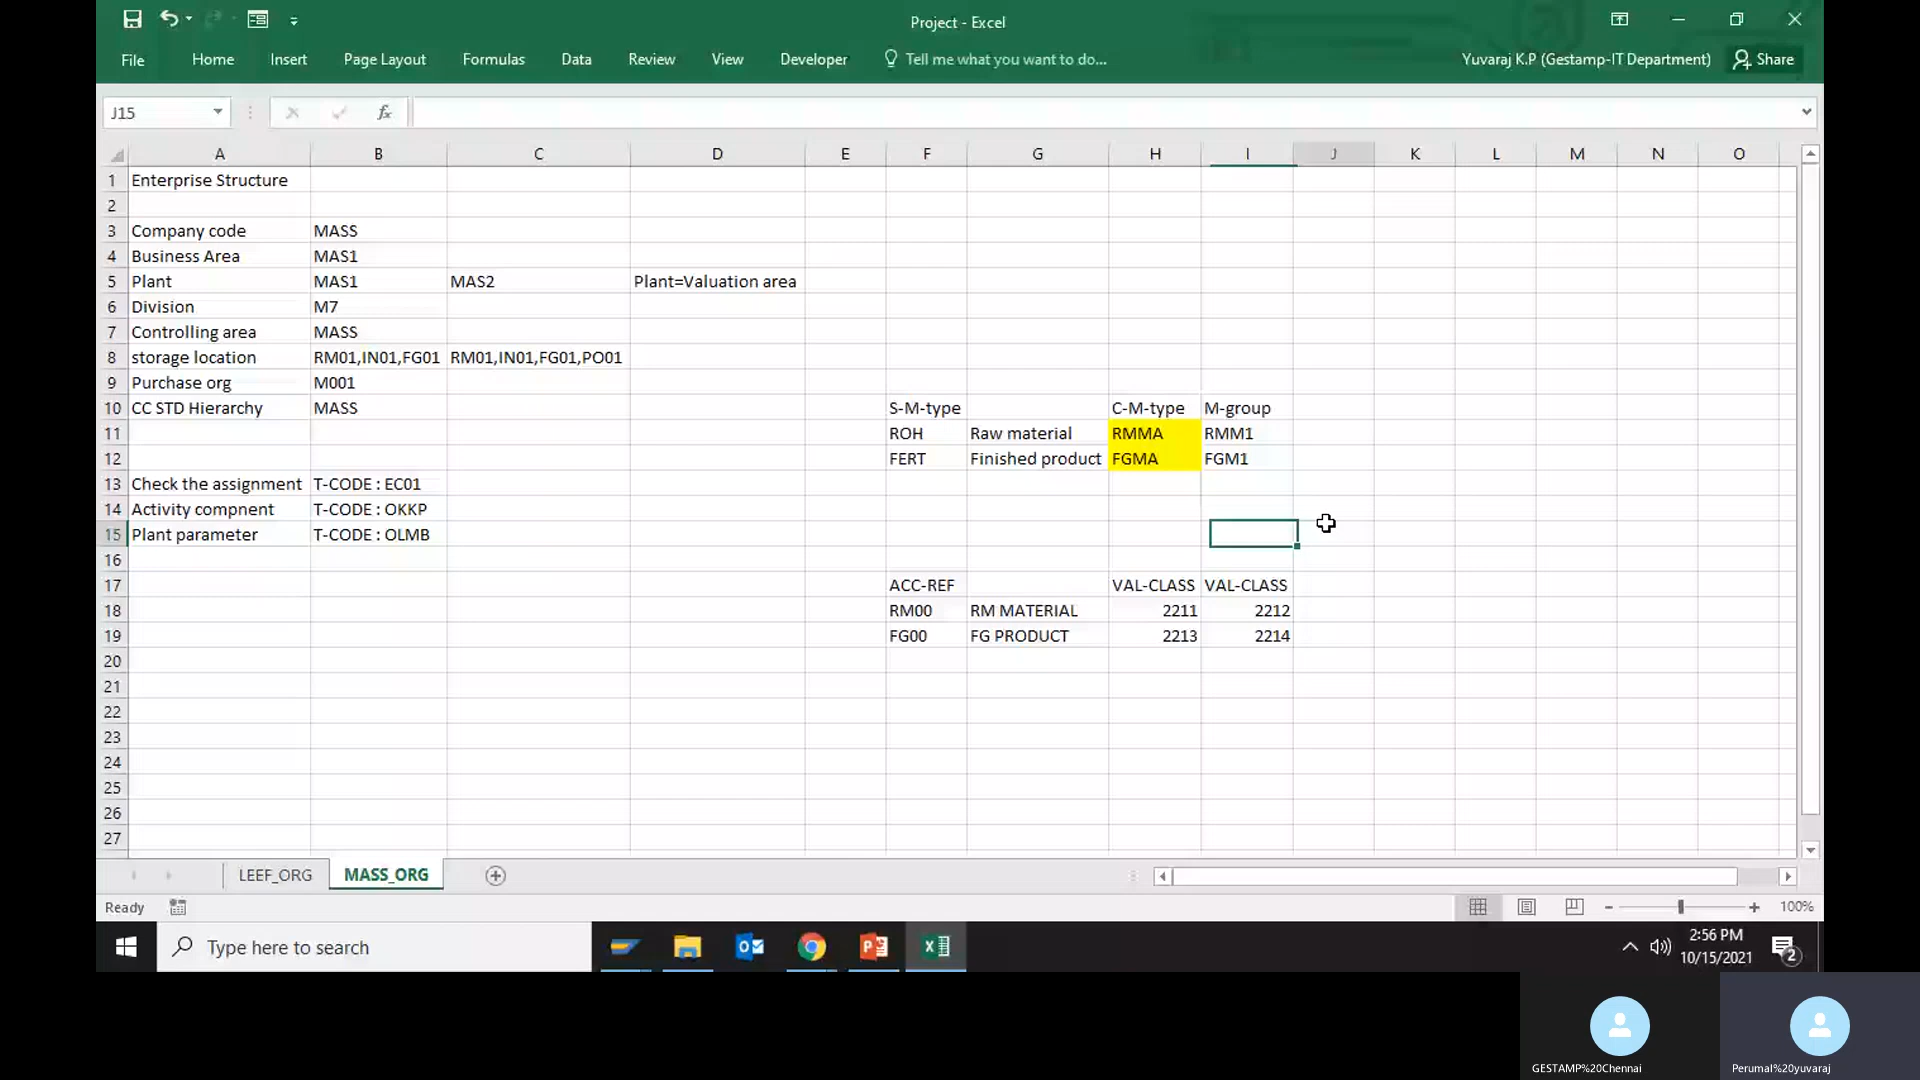 Project - Excel
File Home Insert Page Layout Formulas Data Review View Developer Tell me what you want to do... Yuvaraj K.P (Gestamp-IT Department) Share
J15 fx
A B C D E F G H I J K L M N O
1 Enterprise Structure
2
3 Company code MASS
4 Business Area MAS1
5 Plant MAS1 MAS2 Plant=Valuation area
6 Division M7
7 Controlling area MASS
8 storage location RM01,IN01,FG01 RM01,IN01,FG01,PO01
9 Purchase org M001
10 CC STD Hierarchy MASS S-M-type C-M-type M-group
11 ROH Raw material RMMA RMM1
12 FERT Finished product FGMA FGM1
13 Check the assignment T-CODE : EC01
14 Activity compnent T-CODE : OKKP
15 Plant parameter T-CODE : OLMB
16
17 ACC-REF VAL-CLASS VAL-CLASS
18 RM00 RM MATERIAL 2211 2212
19 FG00 FG PRODUCT 2213 2214
20
21
22
23
24
25
26
27
LEEF_ORG MASS_ORG
Ready 100%
Type here to search 2:56 PM
10/15/2021 2
GESTAMP%20Chennai Perumal%20yuvaraj